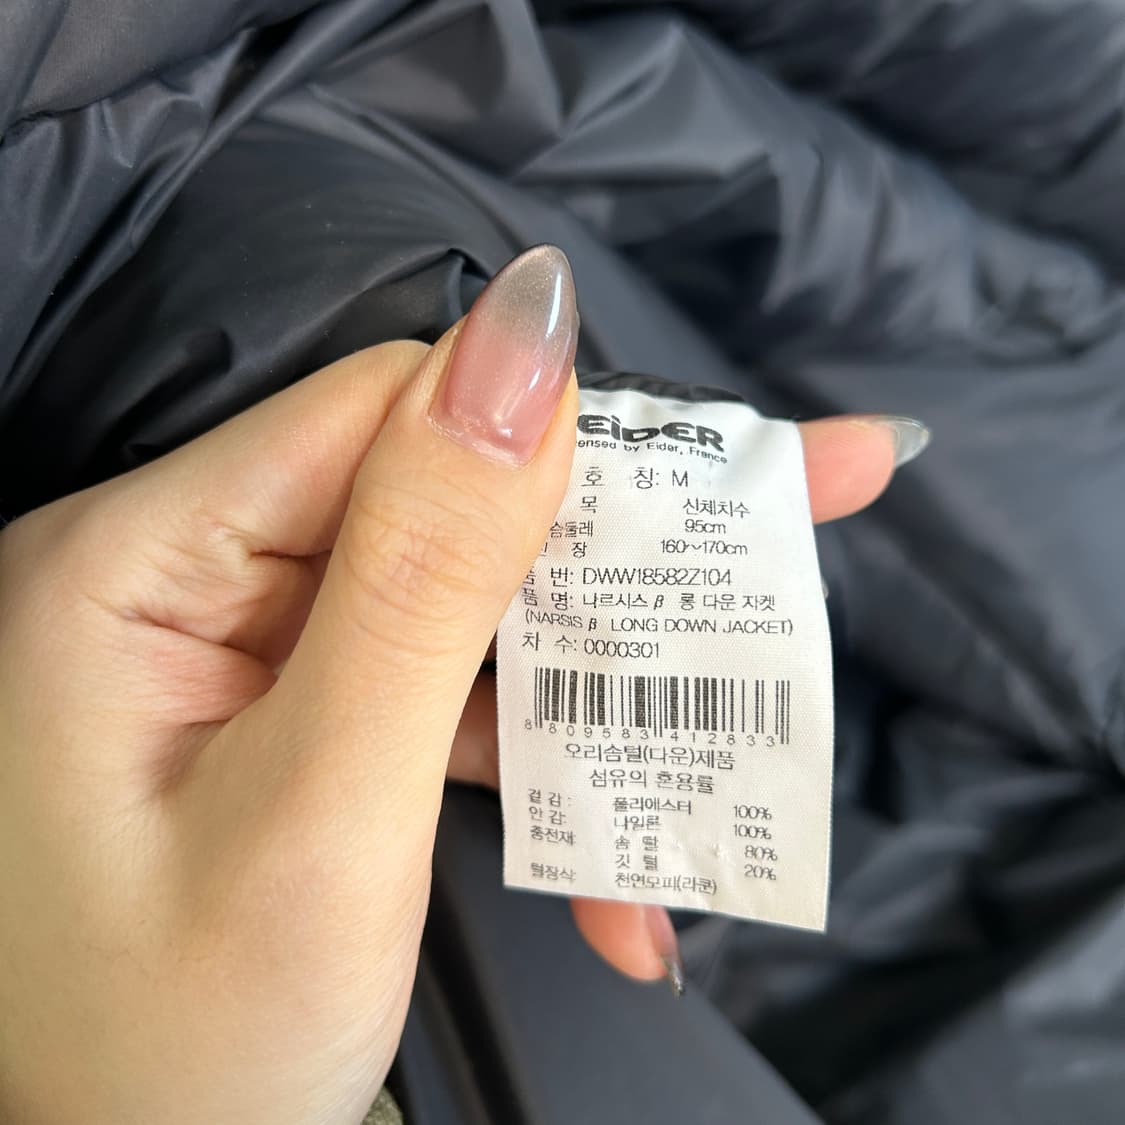 EiDER
ensed by Eider, France
호 칭: M
목 신체치수
슴둘레 95cm
장 160~170cm
품 번: DWW18582Z104
품 명: 나르시스 β 롱 다운 자켓
(NARSIS β LONG DOWN JACKET)
차 수: 0000301
8 809583 412833
오리솜털(다운)제품
섬유의 혼용률
겉감: 폴리에스터 100%
안감: 나일론 100%
충전재 솜 털 80%
깃 털 20%
털장식 천연모피(라쿤)